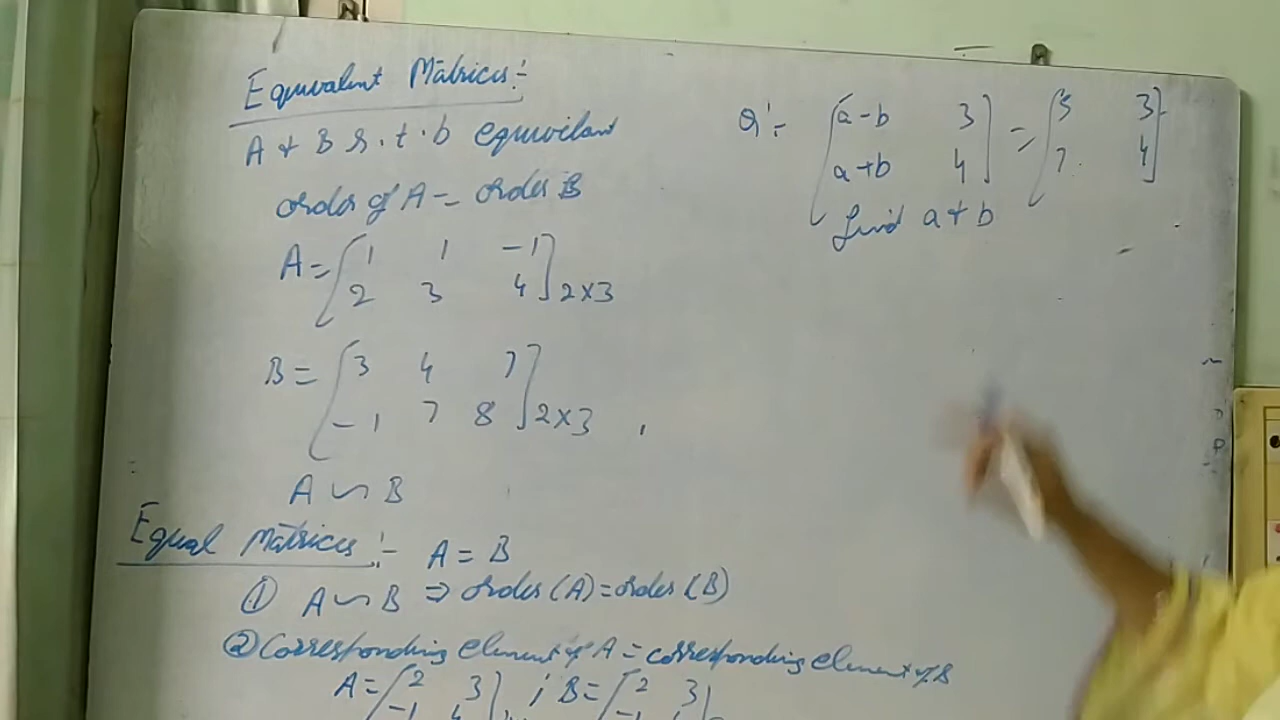 Equivalent Matrices :-
A & B s.t.b equivilant
order of A = order B
A = [1 1 -1
2 3 4] 2×3
B = [3 4 7
-1 7 8] 2×3 ,
A ∽ B
Equal Matrices :- A = B
① A ∽ B ⇒ order (A) = order (B)
② Corresponding element of A = corresponding element of B
A = [2 3 ] ; B = [2 3 ]
-1 4 -1
Q :- [a-b 3] = [5 3]
[a+b 4] [7 4]
find a + b